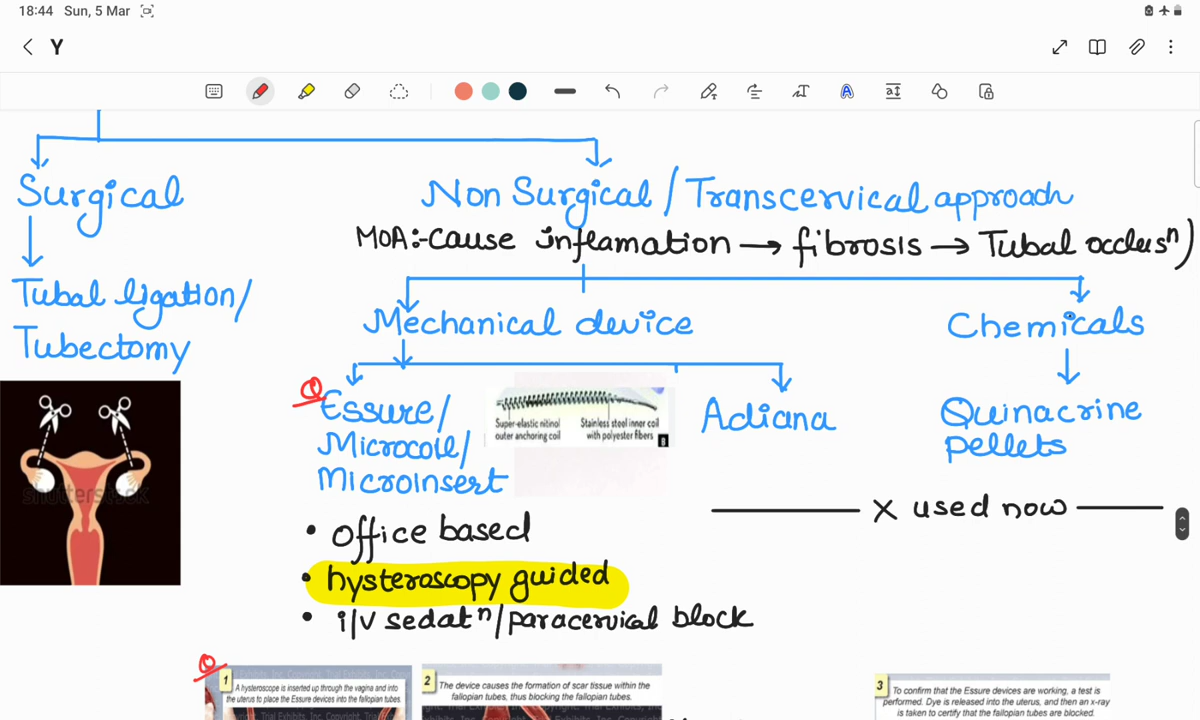 18:44 Sun, 5 Mar
Y
Surgical
Non Surgical / Transcervical approach
MOA:- cause inflamation → fibrosis → Tubal occlusⁿ)
Tubal ligation/
Tubectomy
Mechanical device
Chemicals
Q
Essure/
Microcoil/
Microinsert
Super-elastic nitinol
outer anchoring coil
Stainless steel inner coil
with polyester fibers
B
Adiana
Quinacrine
pellets
X used now
shutterstock
• office based
• hysteroscopy guided
• i/v sedatⁿ/paracervical block
Q
1
A hysteroscope is inserted up through the vagina and into
the uterus to place the Essure devices into the fallopian tubes.
2
The device causes the formation of scar tissue within the
fallopian tubes, thus blocking the fallopian tubes.
3
To confirm that the Essure devices are working, a test is
performed. Dye is released into the uterus, and then an x-ray
is taken to certify that the fallopian tubes are blocked.